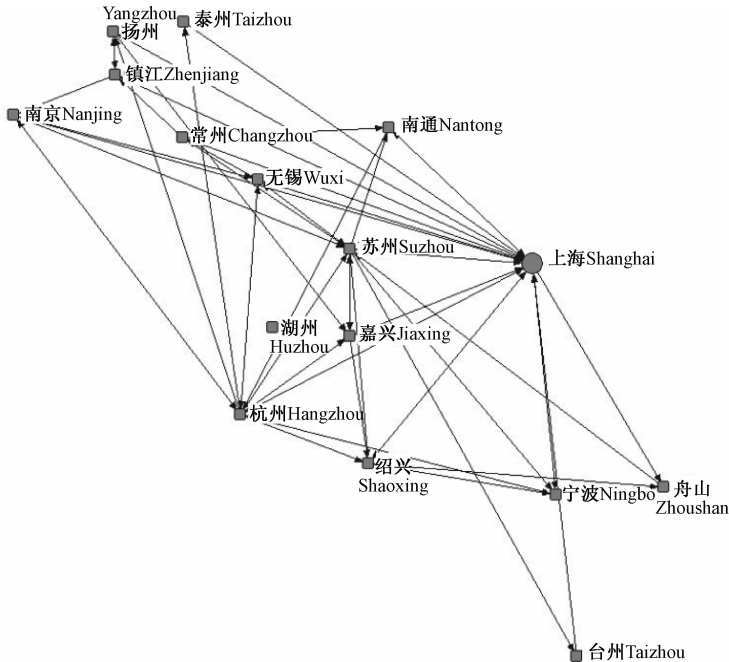 Yangzhou
扬州
泰州Taizhou
镇江Zhenjiang
南京Nanjing
常州Changzhou
南通Nantong
无锡Wuxi
苏州Suzhou
上海Shanghai
湖州
Huzhou
嘉兴Jiaxing
杭州Hangzhou
绍兴
Shaoxing
宁波Ningbo
舟山
Zhoushan
台州Taizhou